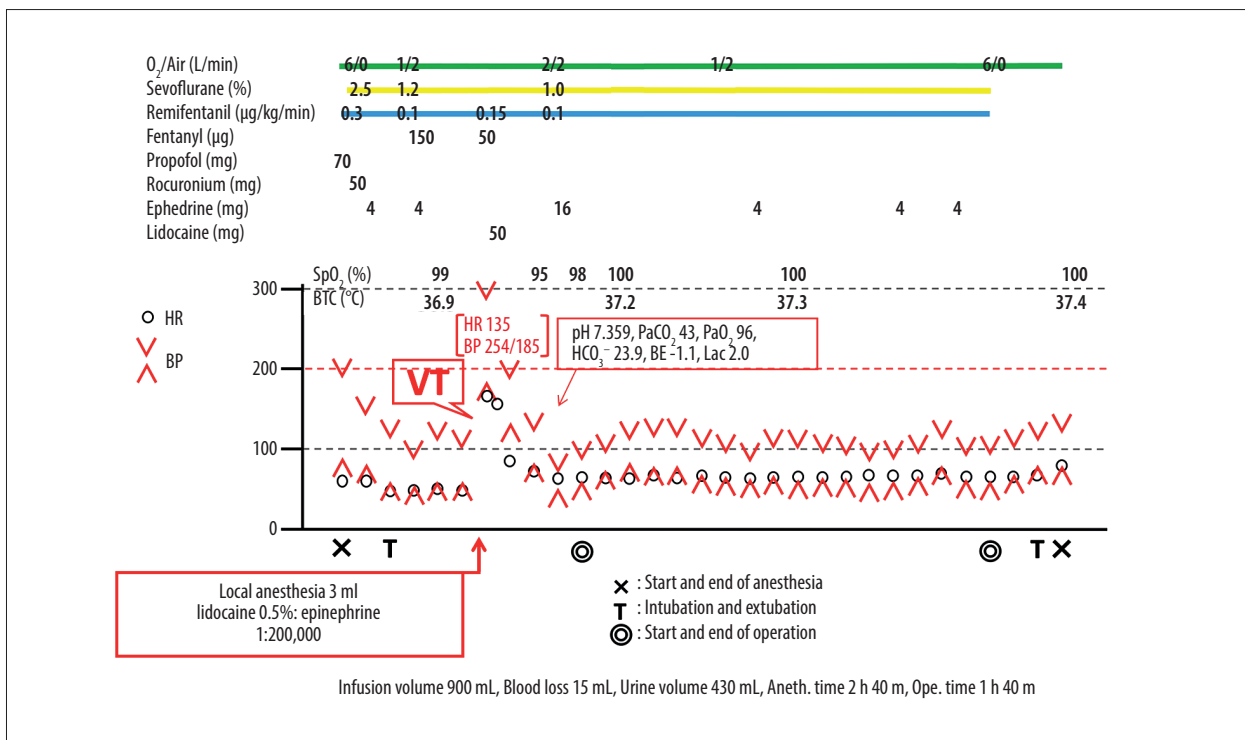 O₂/Air (L/min) 6/0 1/2 2/2 1/2 6/0
Sevoflurane (%) 2.5 1.2 1.0
Remifentanil (µg/kg/min) 0.3 0.1 0.15 0.1
Fentanyl (µg) 150 50
Propofol (mg) 70
Rocuronium (mg) 50
Ephedrine (mg) 4 4 16 4 4 4
Lidocaine (mg) 50
SpO₂ (%) 99 95 98 100 100 100
300
BTC (°C) 36.9 37.2 37.3 37.4
HR
BP
HR 135
BP 254/185
pH 7.359, PaCO₂ 43, PaO₂ 96,
HCO₃⁻ 23.9, BE -1.1, Lac 2.0
200
VT
100
0
T T
Local anesthesia 3 ml
lidocaine 0.5%: epinephrine
1:200,000
× : Start and end of anesthesia
T : Intubation and extubation
◎ : Start and end of operation
Infusion volume 900 mL, Blood loss 15 mL, Urine volume 430 mL, Aneth. time 2 h 40 m, Ope. time 1 h 40 m